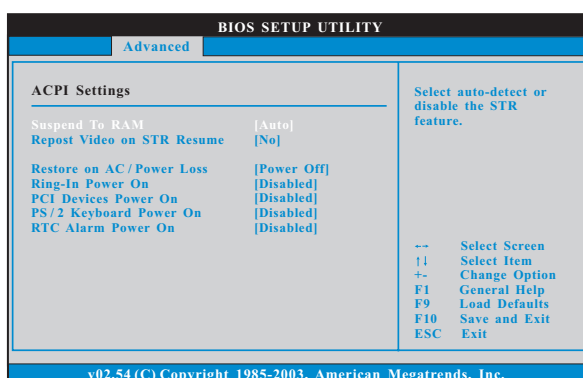 BIOS SETUP UTILITY
Advanced
ACPI Settings
Suspend To RAM [Auto]
Repost Video on STR Resume [No]
Restore on AC / Power Loss [Power Off]
Ring-In Power On [Disabled]
PCI Devices Power On [Disabled]
PS / 2 Keyboard Power On [Disabled]
RTC Alarm Power On [Disabled]
Select auto-detect or
disable the STR
feature.
←→ Select Screen
↑↓ Select Item
+- Change Option
F1 General Help
F9 Load Defaults
F10 Save and Exit
ESC Exit
v02.54 (C) Copyright 1985-2003, American Megatrends, Inc.